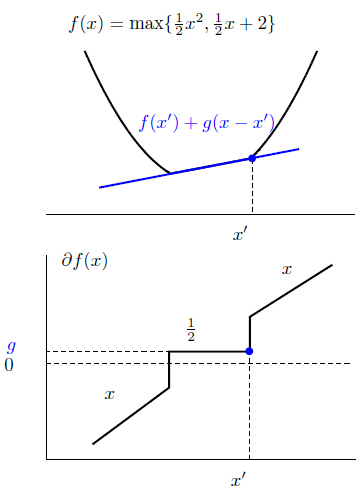 f(x) = max{½x², ½x + 2}
f(x′) + g(x − x′)
x′
∂f(x)
x
½
g
0
x
x′